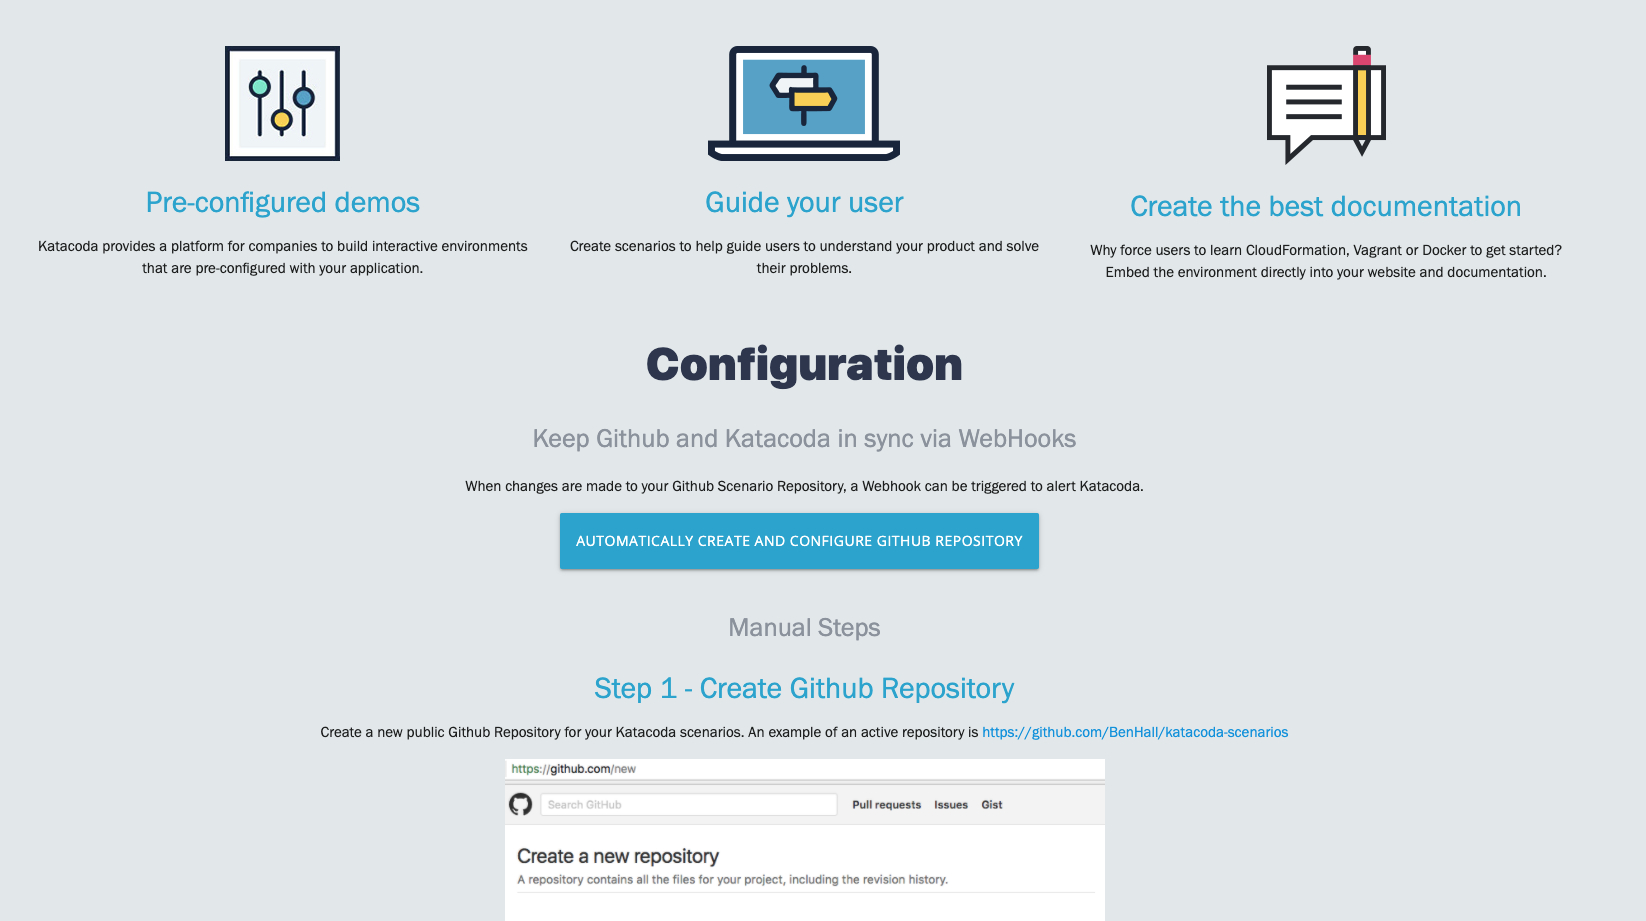 Pre-configured demos
Katacoda provides a platform for companies to build interactive environments
that are pre-configured with your application.
Guide your user
Create scenarios to help guide users to understand your product and solve
their problems.
Create the best documentation
Why force users to learn CloudFormation, Vagrant or Docker to get started?
Embed the environment directly into your website and documentation.
Configuration
Keep Github and Katacoda in sync via WebHooks
When changes are made to your Github Scenario Repository, a Webhook can be triggered to alert Katacoda.
AUTOMATICALLY CREATE AND CONFIGURE GITHUB REPOSITORY
Manual Steps
Step 1 - Create Github Repository
Create a new public Github Repository for your Katacoda scenarios. An example of an active repository is https://github.com/BenHall/katacoda-scenarios
https://github.com/new
Search GitHub Pull requests Issues Gist
Create a new repository
A repository contains all the files for your project, including the revision history.